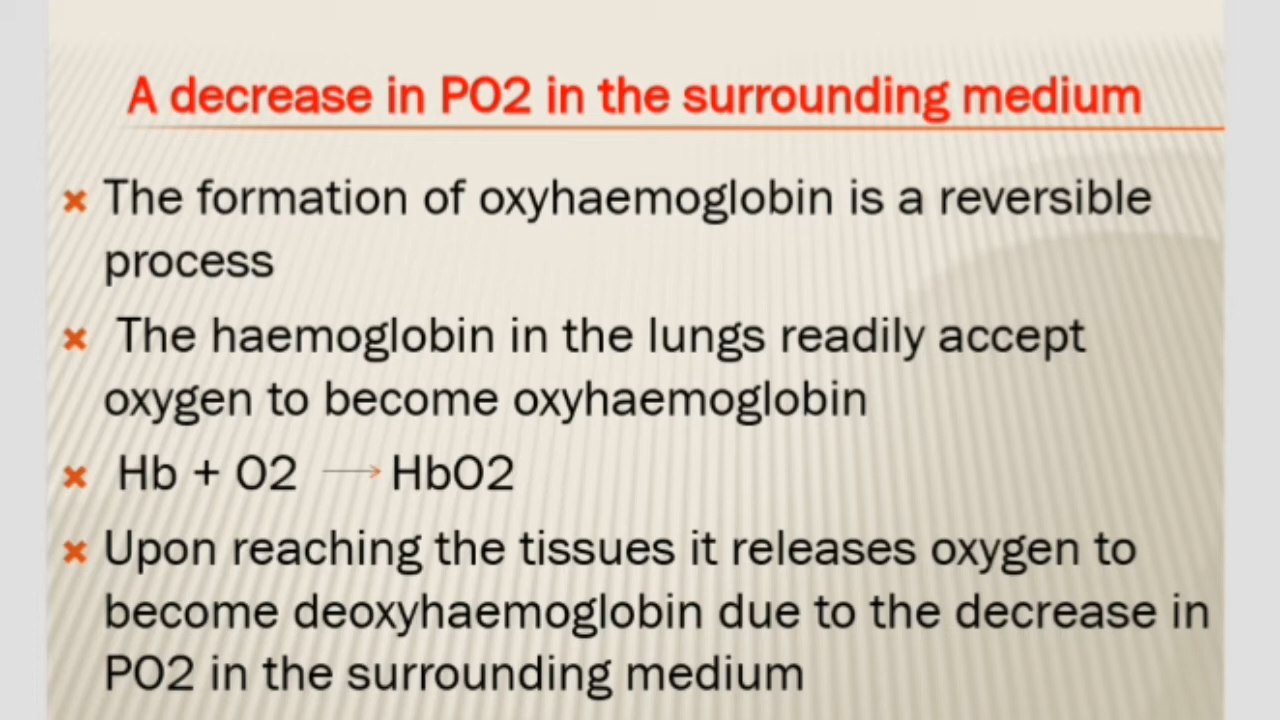 A decrease in PO2 in the surrounding medium
The formation of oxyhaemoglobin is a reversible
process
The haemoglobin in the lungs readily accept
oxygen to become oxyhaemoglobin
Hb + O2 → HbO2
Upon reaching the tissues it releases oxygen to
become deoxyhaemoglobin due to the decrease in
PO2 in the surrounding medium